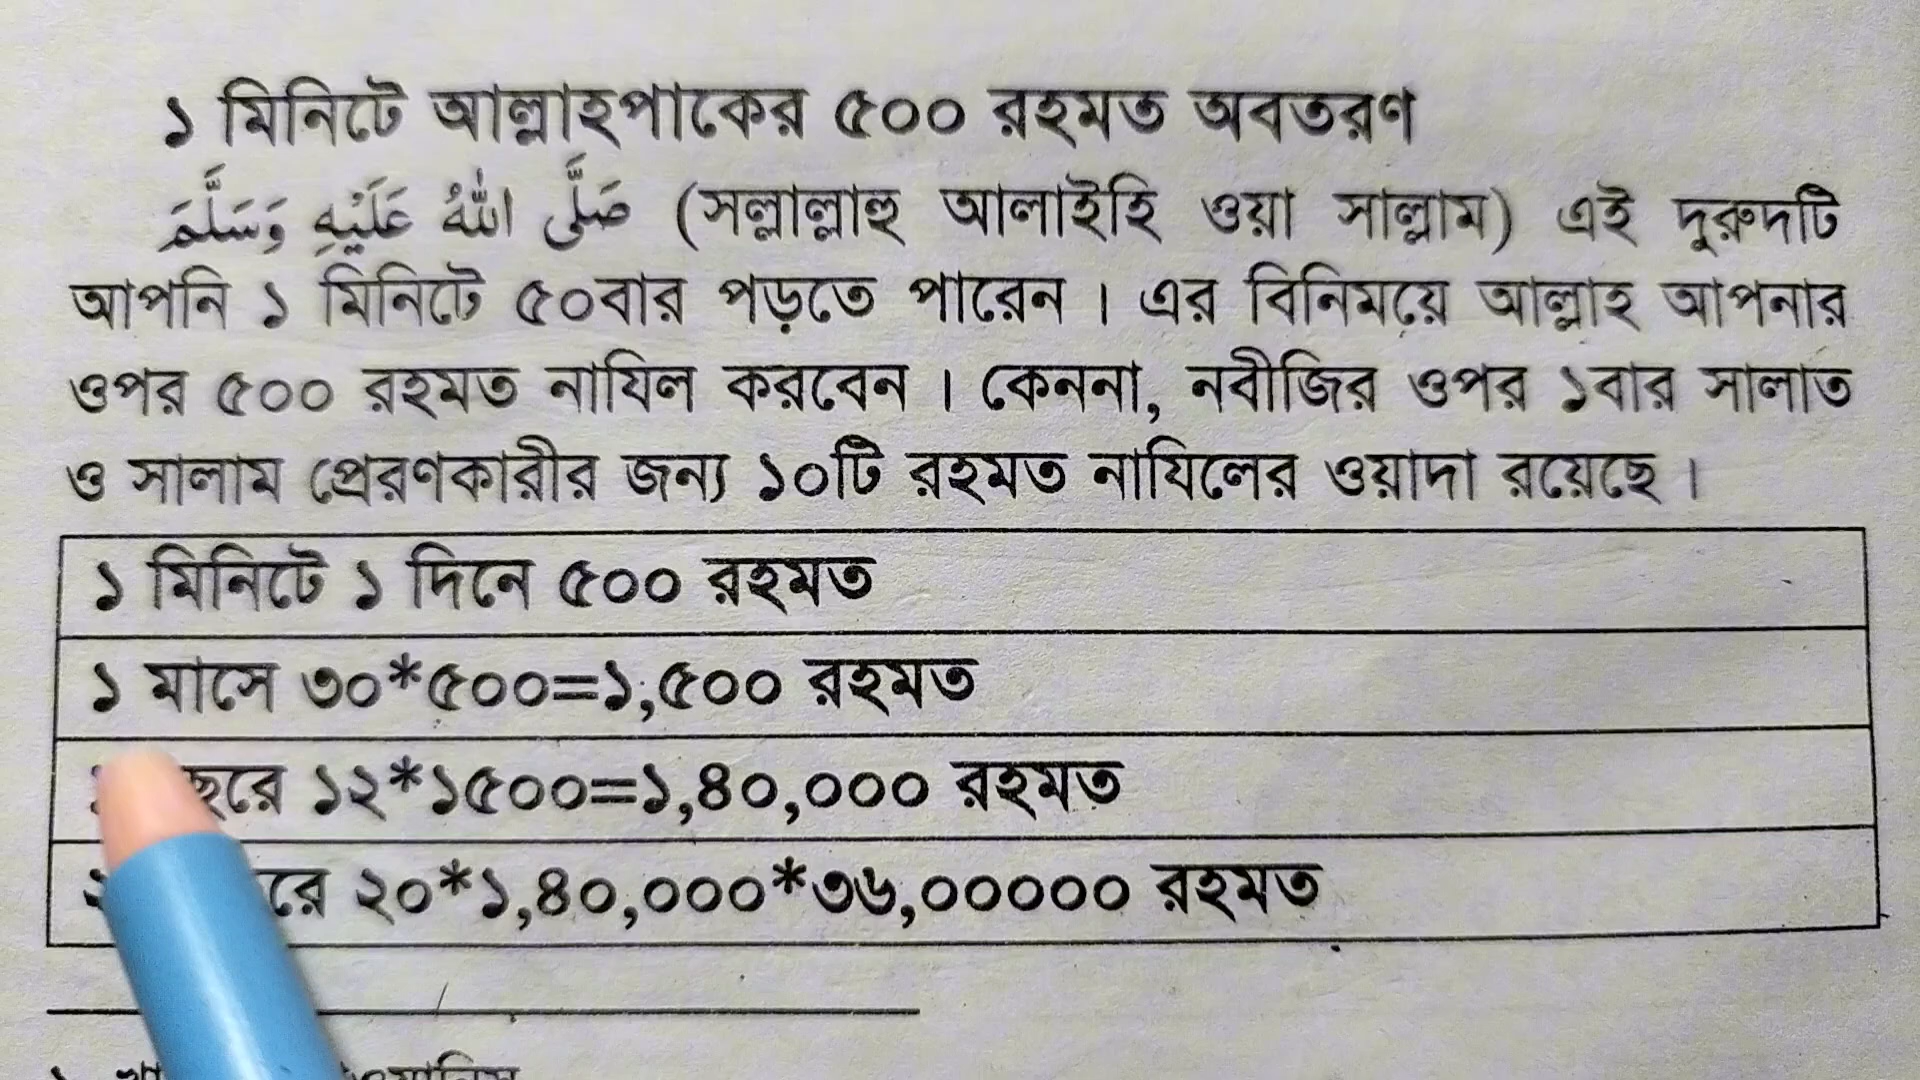 ১ মিনিটে আল্লাহপাকের ৫০০ রহমত অবতরণ
صَلَّى اللهُ عَلَيْهِ وَسَلَّمَ (সল্লাল্লাহু আলাইহি ওয়া সাল্লাম) এই দুরুদটি
আপনি ১ মিনিটে ৫০বার পড়তে পারেন । এর বিনিময়ে আল্লাহ আপনার
ওপর ৫০০ রহমত নাযিল করবেন । কেননা, নবীজির ওপর ১বার সালাত
ও সালাম প্রেরণকারীর জন্য ১০টি রহমত নাযিলের ওয়াদা রয়েছে ।
১ মিনিটে ১ দিনে ৫০০ রহমত
১ মাসে ৩০*৫০০=১,৫০০ রহমত
১২*১৫০০=১,৪০,০০০ রহমত
২০*১,৪০,০০০*৩৬,০০০০০ রহমত